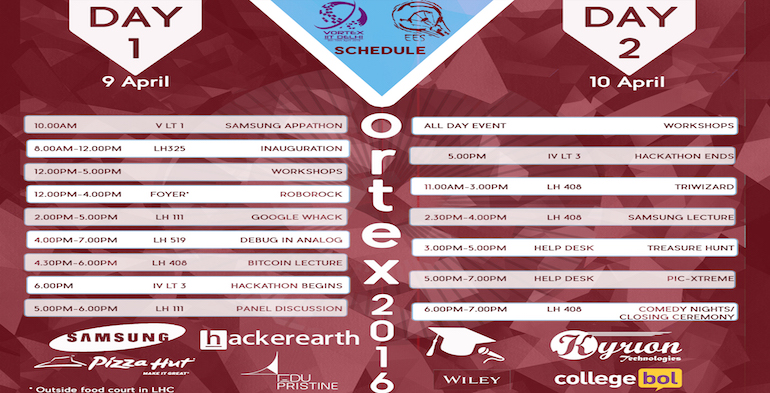 DAY
1
9 April
VORTEX
IIT DELHI
EES
SCHEDULE
DAY
2
10 April
ortex 2016
10.00AM V LT 1 SAMSUNG APPATHON
8.00AM-12.00PM LH325 INAUGURATION
12.00PM-5.00PM WORKSHOPS
12.00PM-4.00PM FOYER* ROBOROCK
2.00PM-5.00PM LH 111 GOOGLE WHACK
4.00PM-7.00PM LH 519 DEBUG IN ANALOG
4.30PM-6.00PM LH 408 BITCOIN LECTURE
6.00PM IV LT 3 HACKATHON BEGINS
5.00PM-6.00PM LH 111 PANEL DISCUSSION
ALL DAY EVENT WORKSHOPS
5.00PM IV LT 3 HACKATHON ENDS
11.00AM-3.00PM LH 408 TRIWIZARD
2.30PM-4.00PM LH 408 SAMSUNG LECTURE
3.00PM-5.00PM HELP DESK TREASURE HUNT
5.00PM-7.00PM HELP DESK PIC-XTREME
6.00PM-7.00PM LH 408 COMEDY NIGHTS/
CLOSING CEREMONY
SAMSUNG
hackerearth
Pizza Hut
MAKE IT GREAT
EDU
PRISTINE
WILEY
Kyrion
Technologies
college bol
* Outside food court in LHC